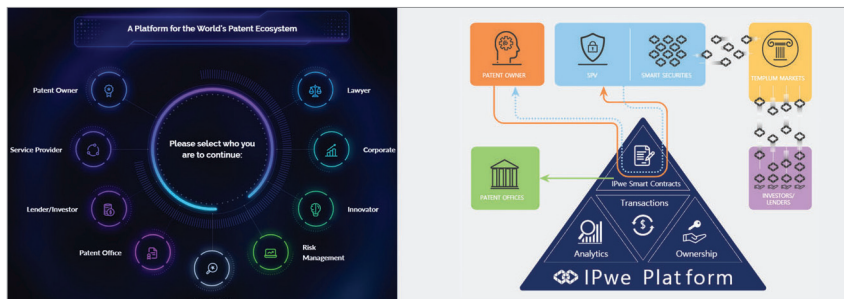 A Platform for the World's Patent Ecosystem
Patent Owner
Lawyer
Service Provider
Please select who you
are to continue:
Corporate
Lender/Investor
Innovator
Patent Office
Risk
Management
PATENT OWNER
SPV
SMART SECURITIES
TEMPLUM MARKETS
PATENT OFFICES
IPwe Smart Contracts
INVESTORS/
LENDERS
Transactions
Analytics
Ownership
IPwe Platform